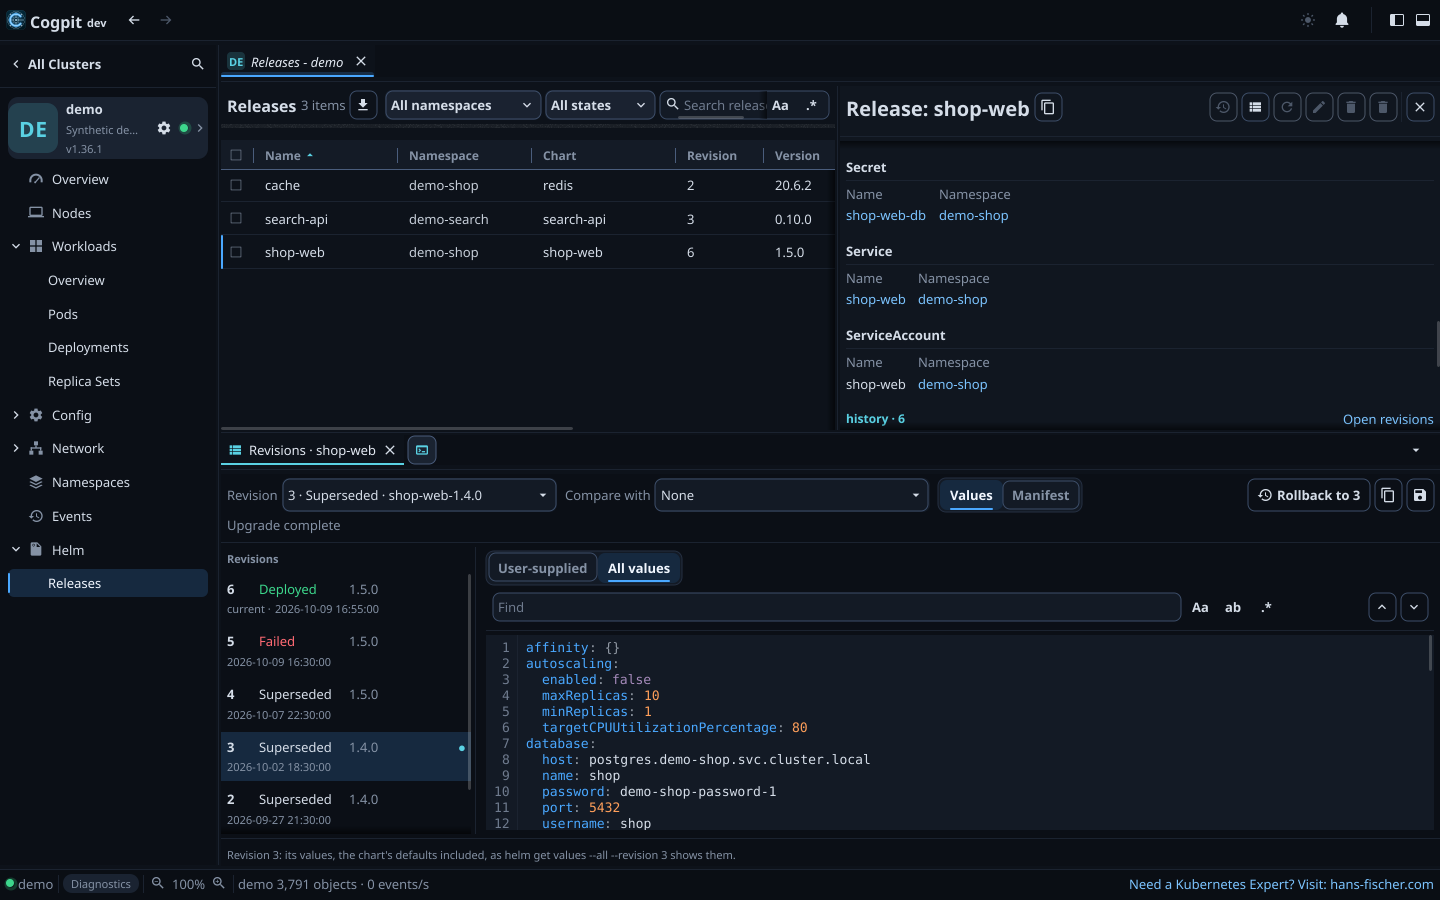 Cogpit dev
All Clusters
DE
demo
Synthetic de...
v1.36.1
Overview
Nodes
Workloads
Overview
Pods
Deployments
Replica Sets
Config
Network
Namespaces
Events
Helm
Releases
DE Releases - demo
Releases 3 items
All namespaces
All states
Search releas
Aa .*
Name Namespace Chart Revision Version
cache demo-shop redis 2 20.6.2
search-api demo-search search-api 3 0.10.0
shop-web demo-shop shop-web 6 1.5.0
Release: shop-web
Secret
Name Namespace
shop-web-db demo-shop
Service
Name Namespace
shop-web demo-shop
ServiceAccount
Name Namespace
shop-web demo-shop
history · 6 Open revisions
Revisions · shop-web
Revision 3 · Superseded · shop-web-1.4.0 Compare with None Values Manifest Rollback to 3
Upgrade complete
Revisions
6 Deployed 1.5.0
current · 2026-10-09 16:55:00
5 Failed 1.5.0
2026-10-09 16:30:00
4 Superseded 1.5.0
2026-10-07 22:30:00
3 Superseded 1.4.0
2026-10-02 18:30:00
2 Superseded 1.4.0
2026-09-27 21:30:00
User-supplied All values
Find Aa ab .*
1 affinity: {}
2 autoscaling:
3 enabled: false
4 maxReplicas: 10
5 minReplicas: 1
6 targetCPUUtilizationPercentage: 80
7 database:
8 host: postgres.demo-shop.svc.cluster.local
9 name: shop
10 password: demo-shop-password-1
11 port: 5432
12 username: shop
Revision 3: its values, the chart's defaults included, as helm get values --all --revision 3 shows them.
demo Diagnostics 100% demo 3,791 objects · 0 events/s
Need a Kubernetes Expert? Visit: hans-fischer.com